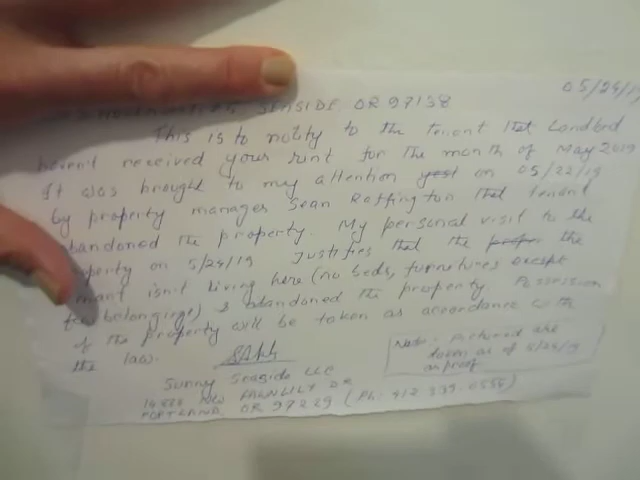 05/24/19
SEASIDE OR 97138
This is to notify to the tenant that Landlord
haven't received your rent for the month of May 2019
It was brought to my attention yest on 05/22/19
by property manager Sean Raffington that tenant
abandoned the property. My personal visit to the
operty on 5/24/19 Justifies that the the
nant isn't living here (no beds, furnitures except
few belongings) & abandoned the property. Possession
of the property will be taken as accordance with
the law.
Note: Pictures are
taken as of 5/24/19
as proof
Sunny Seaside LLC
PORTLAND OR 97229 (Ph: